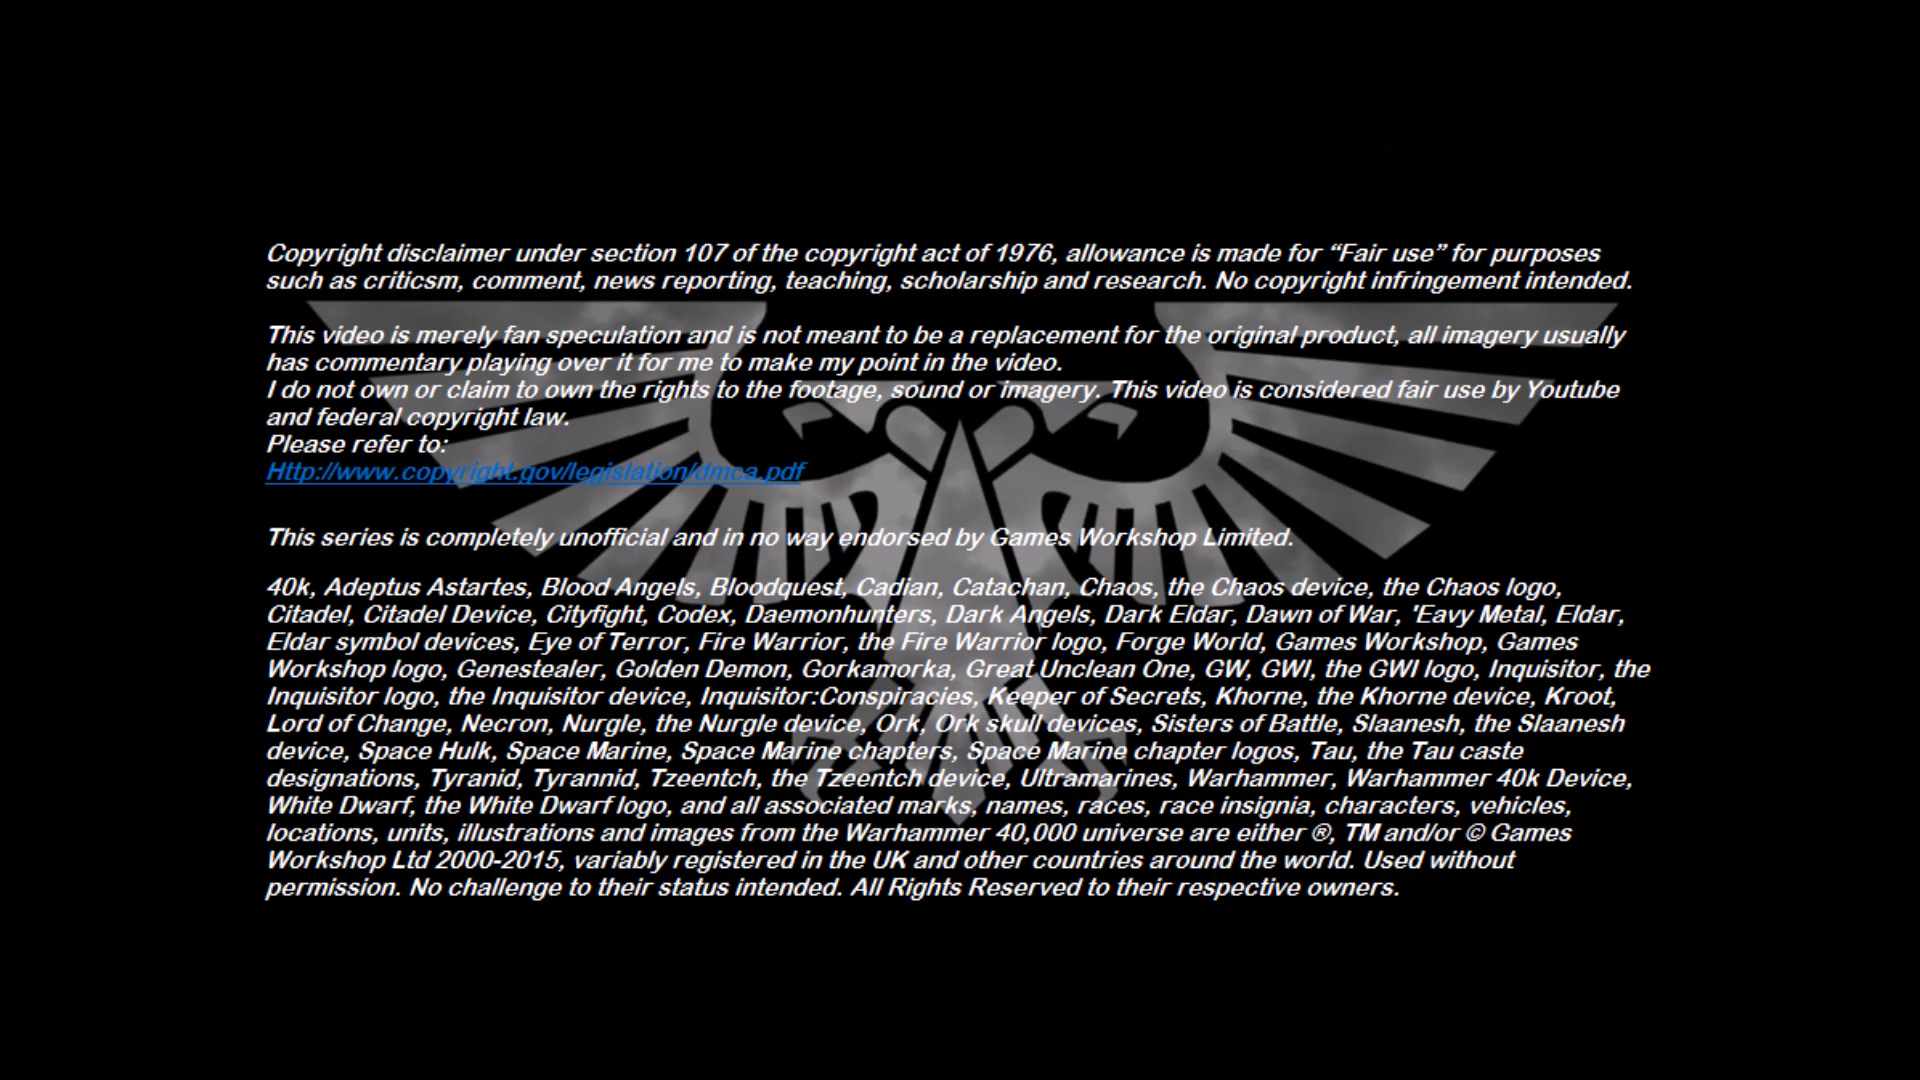 Copyright disclaimer under section 107 of the copyright act of 1976, allowance is made for “Fair use” for purposes
such as criticsm, comment, news reporting, teaching, scholarship and research. No copyright infringement intended.
This video is merely fan speculation and is not meant to be a replacement for the original product, all imagery usually
has commentary playing over it for me to make my point in the video.
I do not own or claim to own the rights to the footage, sound or imagery. This video is considered fair use by Youtube
and federal copyright law.
Please refer to:
Http://www.copyright.gov/legislation/dmca.pdf
This series is completely unofficial and in no way endorsed by Games Workshop Limited.
40k, Adeptus Astartes, Blood Angels, Bloodquest, Cadian, Catachan, Chaos, the Chaos device, the Chaos logo,
Citadel, Citadel Device, Cityfight, Codex, Daemonhunters, Dark Angels, Dark Eldar, Dawn of War, 'Eavy Metal, Eldar,
Eldar symbol devices, Eye of Terror, Fire Warrior, the Fire Warrior logo, Forge World, Games Workshop, Games
Workshop logo, Genestealer, Golden Demon, Gorkamorka, Great Unclean One, GW, GWI, the GWI logo, Inquisitor, the
Inquisitor logo, the Inquisitor device, Inquisitor:Conspiracies, Keeper of Secrets, Khorne, the Khorne device, Kroot,
Lord of Change, Necron, Nurgle, the Nurgle device, Ork, Ork skull devices, Sisters of Battle, Slaanesh, the Slaanesh
device, Space Hulk, Space Marine, Space Marine chapters, Space Marine chapter logos, Tau, the Tau caste
designations, Tyranid, Tyrannid, Tzeentch, the Tzeentch device, Ultramarines, Warhammer, Warhammer 40k Device,
White Dwarf, the White Dwarf logo, and all associated marks, names, races, race insignia, characters, vehicles,
locations, units, illustrations and images from the Warhammer 40,000 universe are either ®, TM and/or © Games
Workshop Ltd 2000-2015, variably registered in the UK and other countries around the world. Used without
permission. No challenge to their status intended. All Rights Reserved to their respective owners.